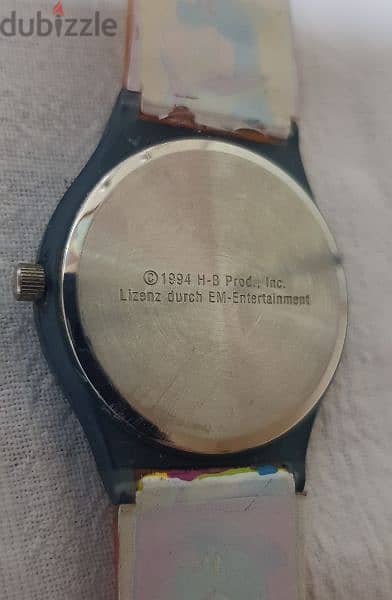 dubizzle
©1994 H-B Prod., Inc.
Lizenz durch EM-Entertainment